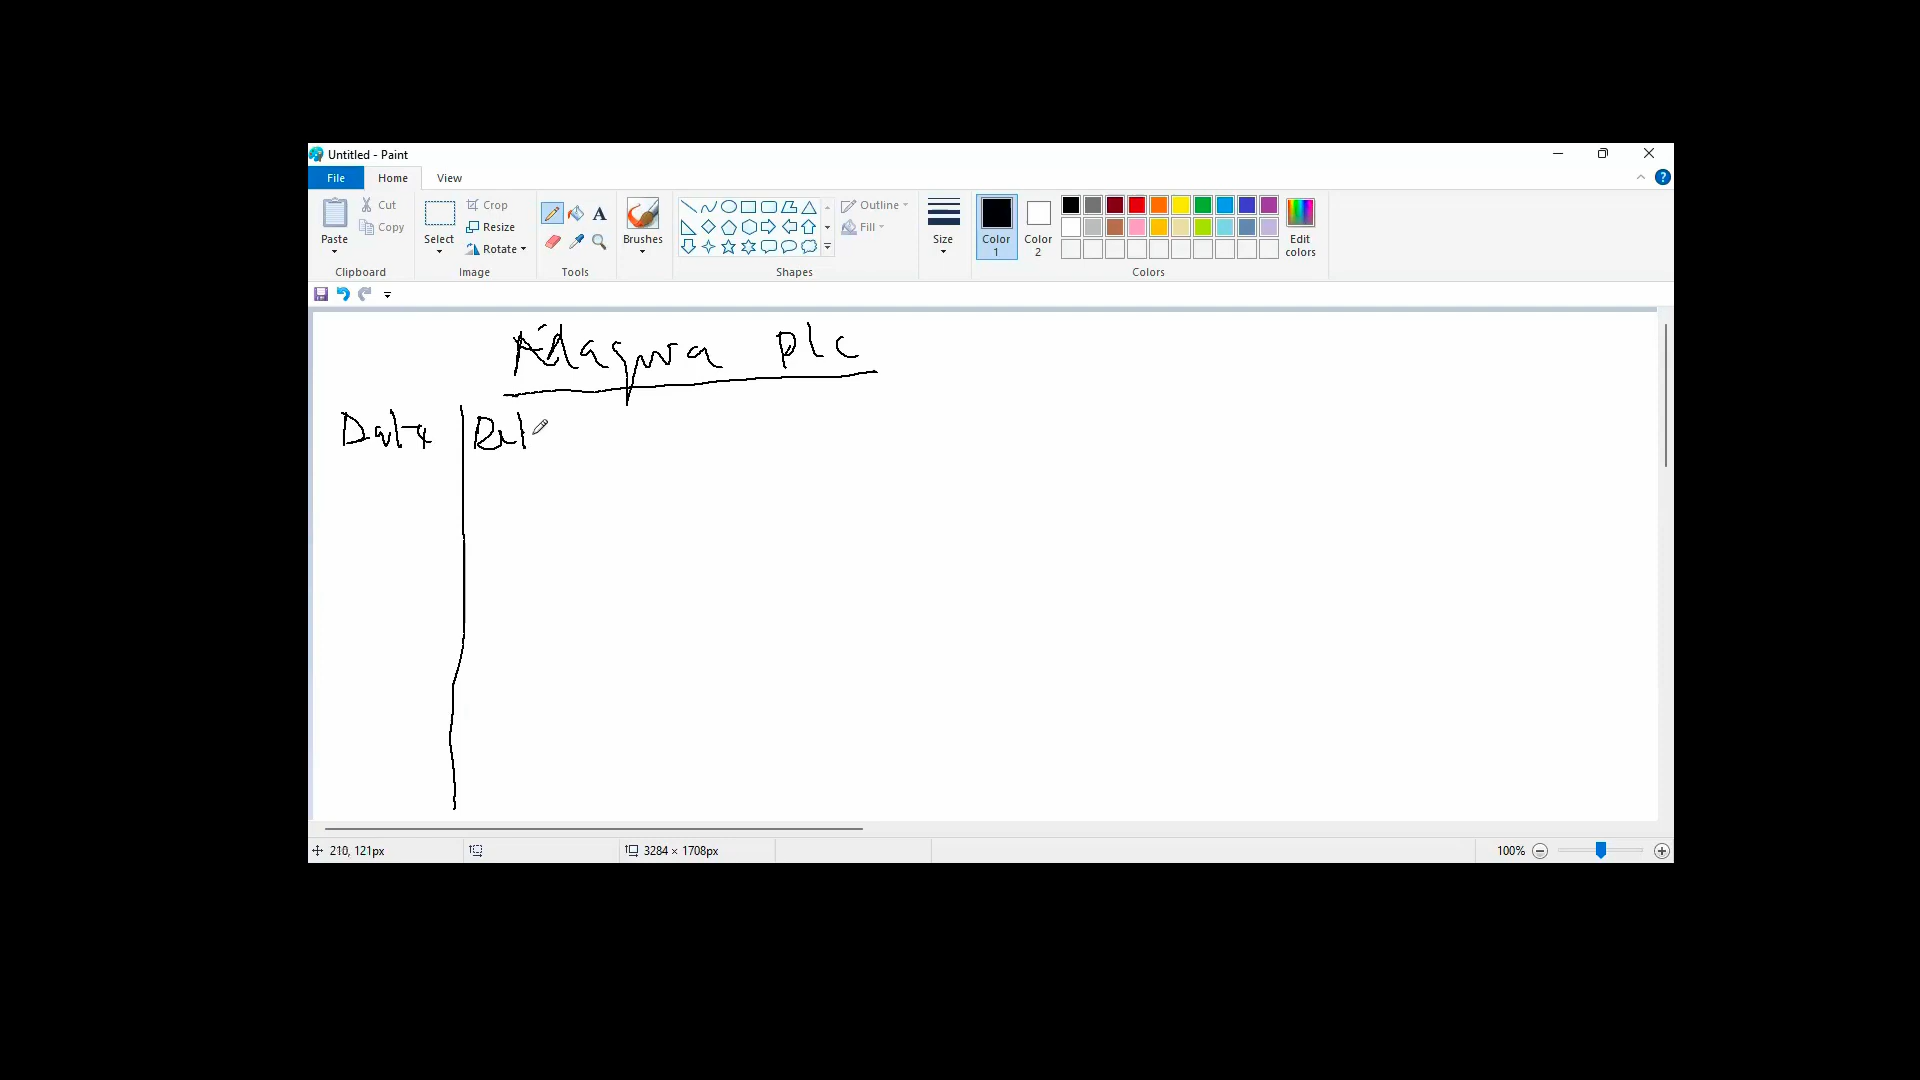 Untitled - Paint
File Home View
Paste Cut Copy Clipboard
Select Crop Resize Rotate Image
A Tools
Brushes
Shapes Outline Fill
Size
Color 1 Color 2 Edit colors Colors
plc
Date
210, 121px 3284 × 1708px 100%